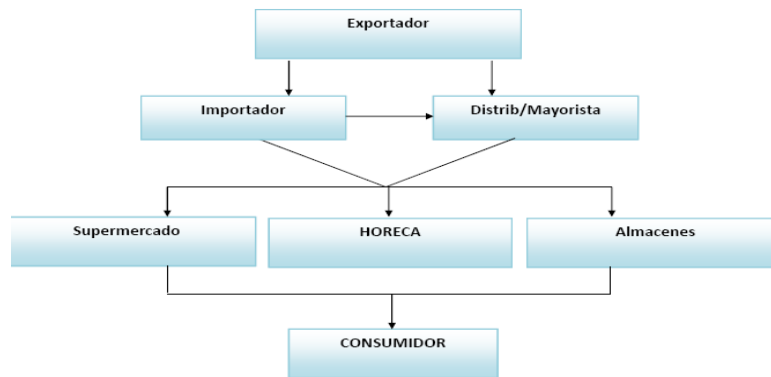 Exportador
Importador
Distrib/Mayorista
Supermercado
HORECA
Almacenes
CONSUMIDOR